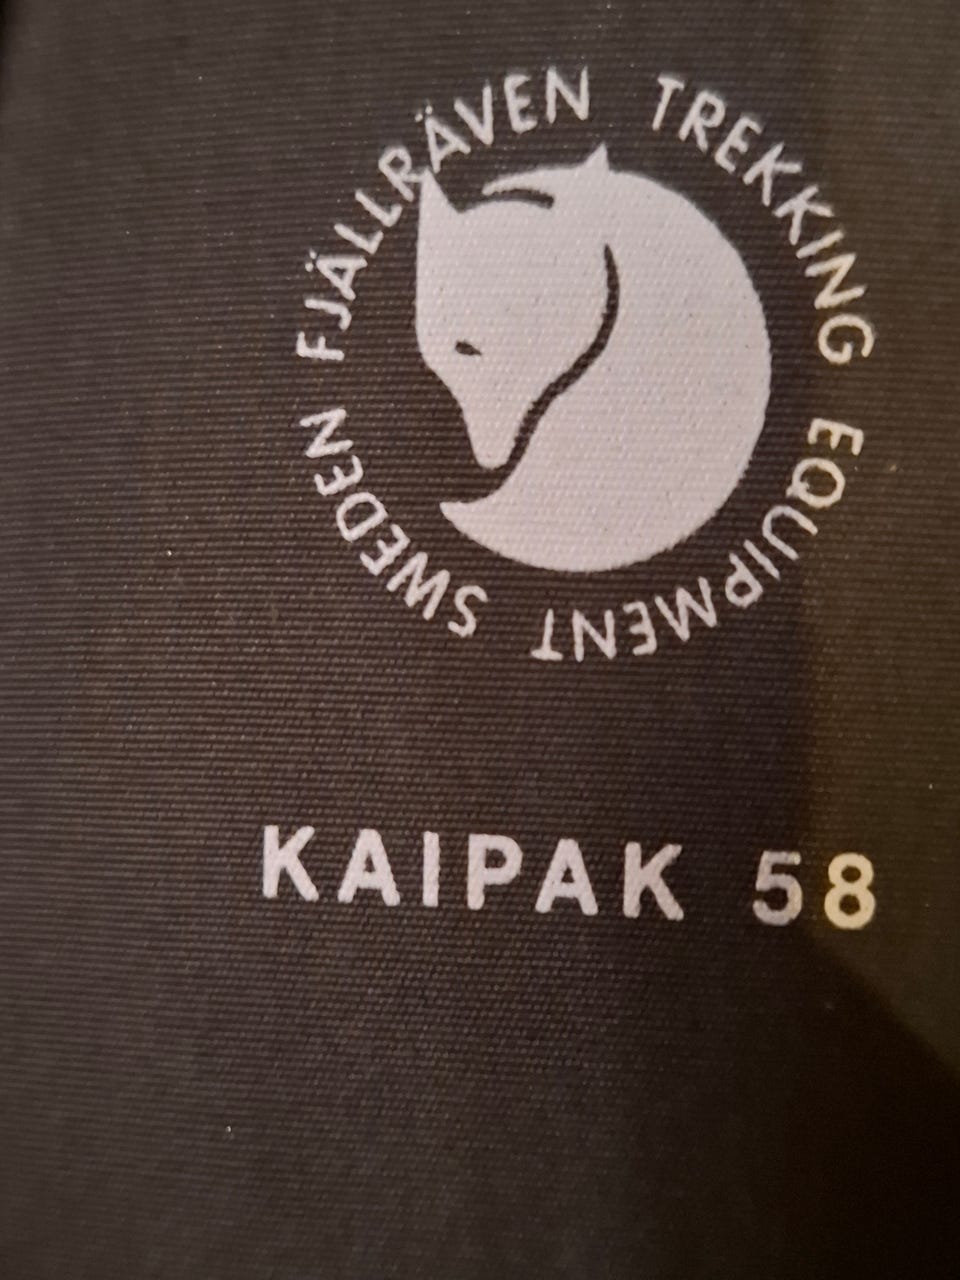 FJÄLLRÄVEN TREKKING EQUIPMENT SWEDEN
KAIPAK 58